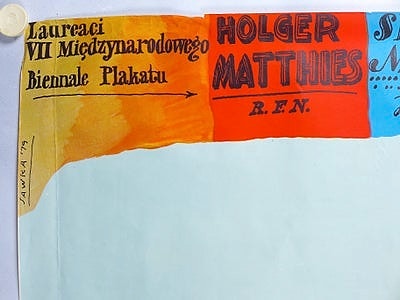 Laureaci
VII Międzynarodowego
Biennale Plakatu
HOLGER
MATTHIES
R.F.N.
SAWKA '79